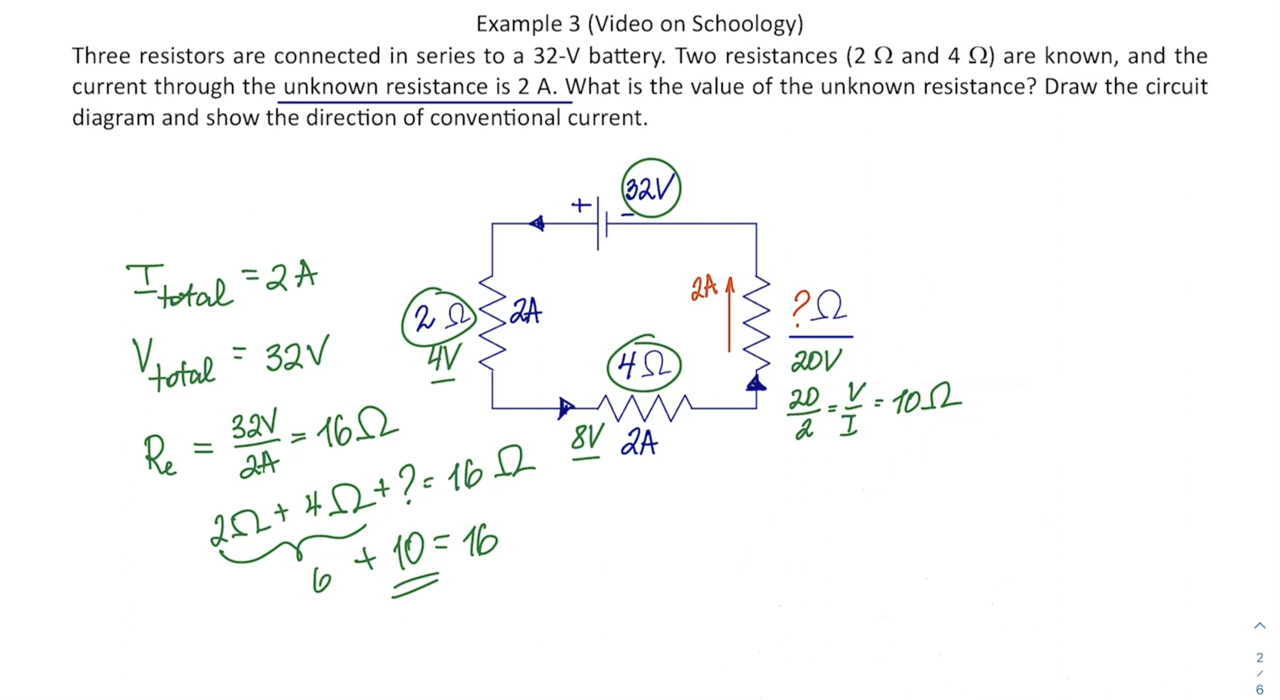 Example 3 (Video on Schoology)
Three resistors are connected in series to a 32-V battery. Two resistances (2 Ω and 4 Ω) are known, and the
current through the unknown resistance is 2 A. What is the value of the unknown resistance? Draw the circuit
diagram and show the direction of conventional current.
+ 32V
−
I total = 2A
V total = 32V
Re = 32V/2A = 16Ω
2Ω + 4Ω + ? = 16Ω
6 + 10 = 16
2Ω 2A
4V
4Ω
8V 2A
2A ?Ω
20V
20/2 = V/I = 10Ω
2
/
6